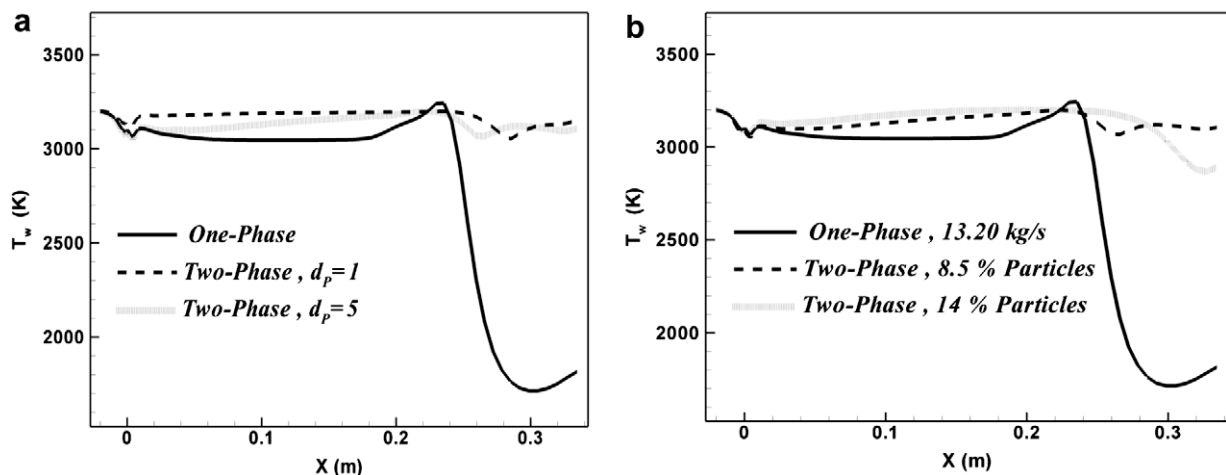 a
3500
3000
2500
2000
T_w (K)
One-Phase
Two-Phase , d_P=1
Two-Phase , d_P=5
0
0.1
0.2
0.3
X (m)
b
3500
3000
2500
2000
T_w (K)
One-Phase , 13.20 kg/s
Two-Phase , 8.5 % Particles
Two-Phase , 14 % Particles
0
0.1
0.2
0.3
X (m)